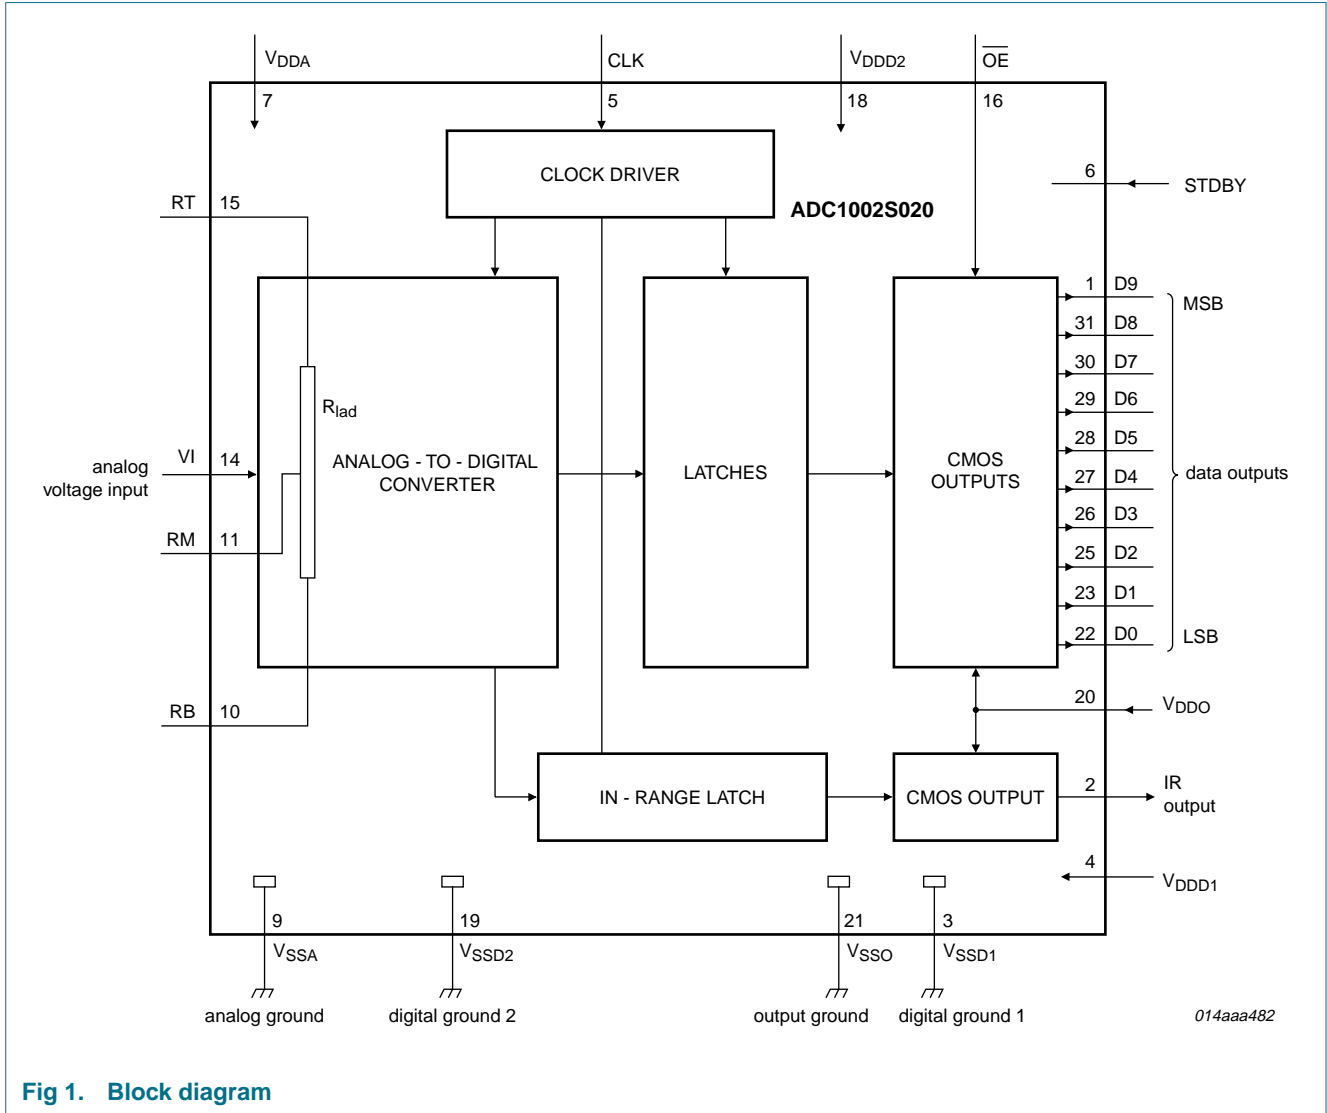 VDDA
CLK
VDDD2
OE
7
5
18
16
CLOCK DRIVER
6
STDBY
ADC1002S020
RT
15
1
D9
MSB
31
D8
30
D7
Rlad
29
D6
VI
14
analog
voltage input
ANALOG - TO - DIGITAL
CONVERTER
LATCHES
CMOS
OUTPUTS
28
D5
data outputs
27
D4
26
D3
RM
11
25
D2
23
D1
22
D0
LSB
RB
10
20
VDDO
IN - RANGE LATCH
CMOS OUTPUT
2
IR
output
4
VDDD1
9
19
21
3
VSSA
VSSD2
VSSO
VSSD1
analog ground
digital ground 2
output ground
digital ground 1
014aaa482
Fig 1. Block diagram